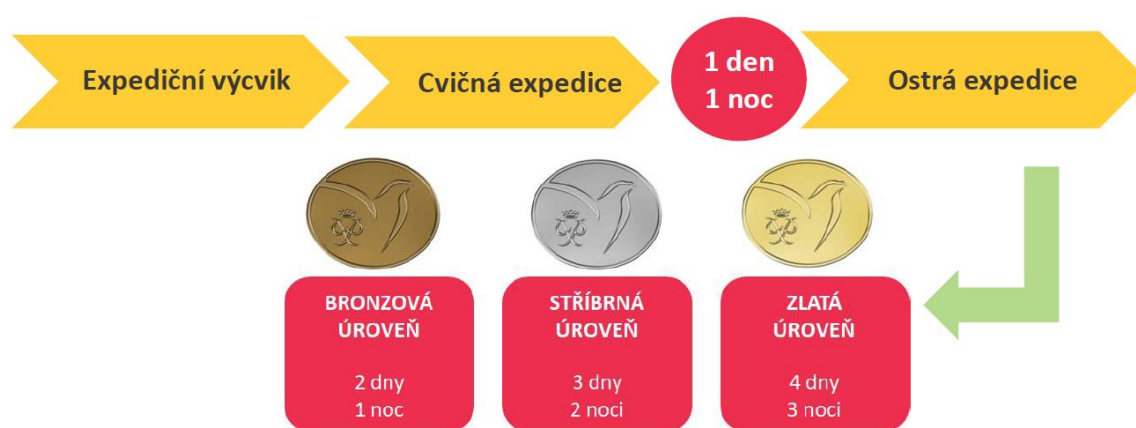 Expediční výcvik
Cvičná expedice
1 den
1 noc
Ostrá expedice
BRONZOVÁ
ÚROVEŇ
2 dny
1 noc
STŘÍBRNÁ
ÚROVEŇ
3 dny
2 noci
ZLATÁ
ÚROVEŇ
4 dny
3 noci